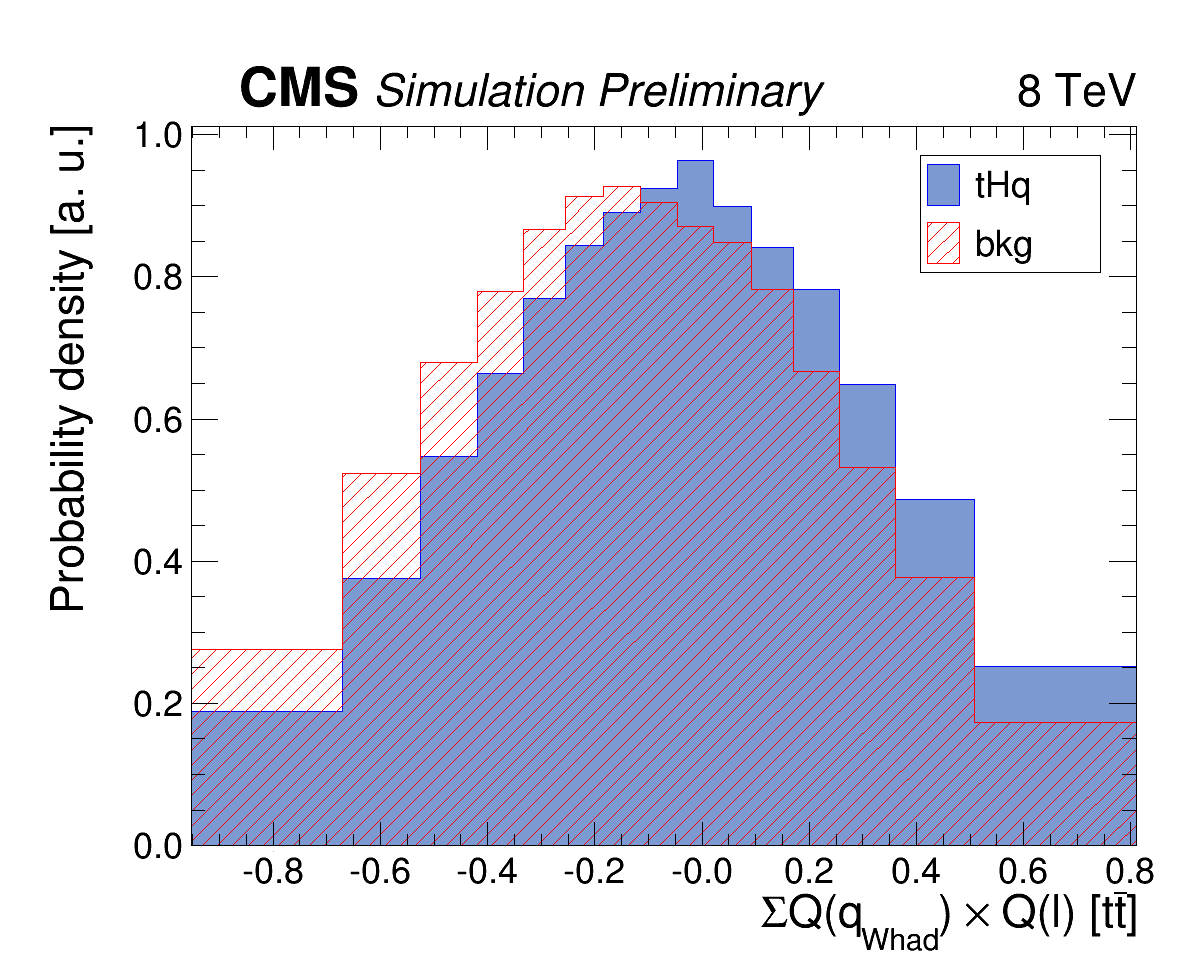 CMS Simulation Preliminary 8 TeV
Probability density [a. u.]
1.0
0.8
0.6
0.4
0.2
0.0
tHq
bkg
-0.8 -0.6 -0.4 -0.2 -0.0 0.2 0.4 0.6 0.8
ΣQ(q_Whad) × Q(l) [tt̄]